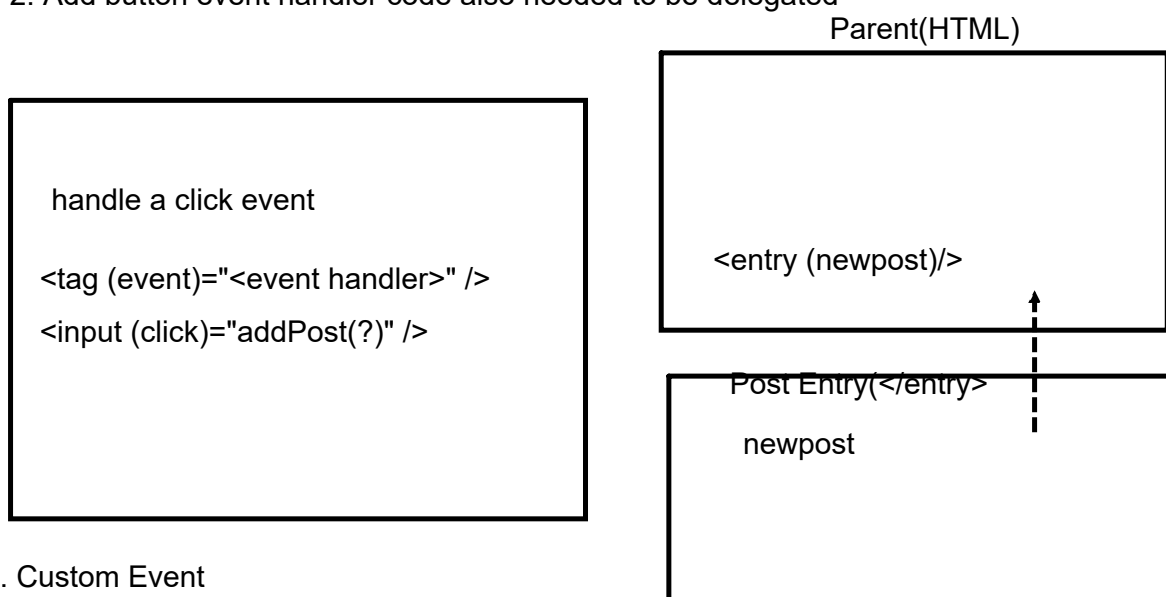 2. Add button event handler code also needed to be delegated
Parent(HTML)
handle a click event
<tag (event)="<event handler>" />
<input (click)="addPost(?)" />
<entry (newpost)/>
Post Entry(</entry>
newpost
. Custom Event